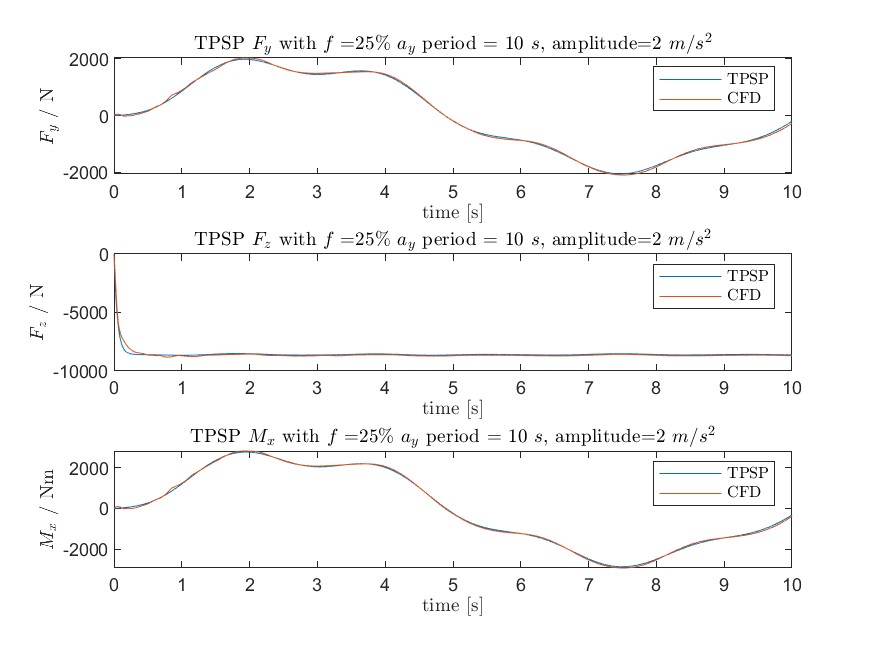 TPSP F_y with f =25% a_y period = 10 s, amplitude=2 m/s²
2000
0
-2000
F_y / N
TPSP
CFD
0 1 2 3 4 5 6 7 8 9 10
time [s]
TPSP F_z with f =25% a_y period = 10 s, amplitude=2 m/s²
0
-5000
-10000
F_z / N
TPSP
CFD
0 1 2 3 4 5 6 7 8 9 10
time [s]
TPSP M_x with f =25% a_y period = 10 s, amplitude=2 m/s²
2000
0
-2000
M_x / Nm
TPSP
CFD
0 1 2 3 4 5 6 7 8 9 10
time [s]